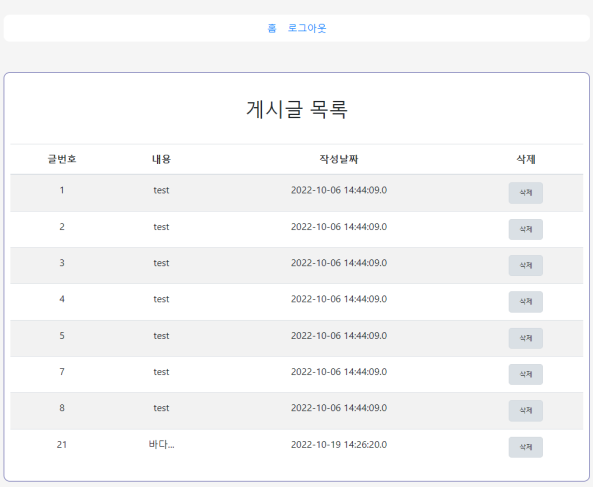 홈 로그아웃
게시글 목록
글번호 내용 작성날짜 삭제
1 test 2022-10-06 14:44:09.0 삭제
2 test 2022-10-06 14:44:09.0 삭제
3 test 2022-10-06 14:44:09.0 삭제
4 test 2022-10-06 14:44:09.0 삭제
5 test 2022-10-06 14:44:09.0 삭제
7 test 2022-10-06 14:44:09.0 삭제
8 test 2022-10-06 14:44:09.0 삭제
21 바다... 2022-10-19 14:26:20.0 삭제